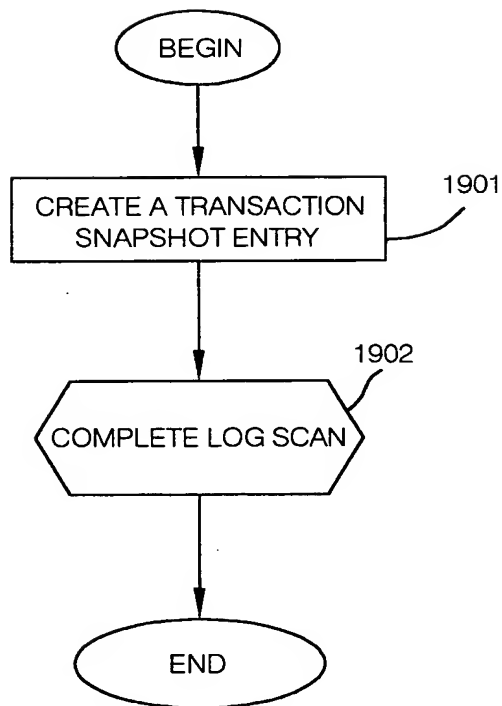 BEGIN
1901
CREATE A TRANSACTION
SNAPSHOT ENTRY
1902
COMPLETE LOG SCAN
END